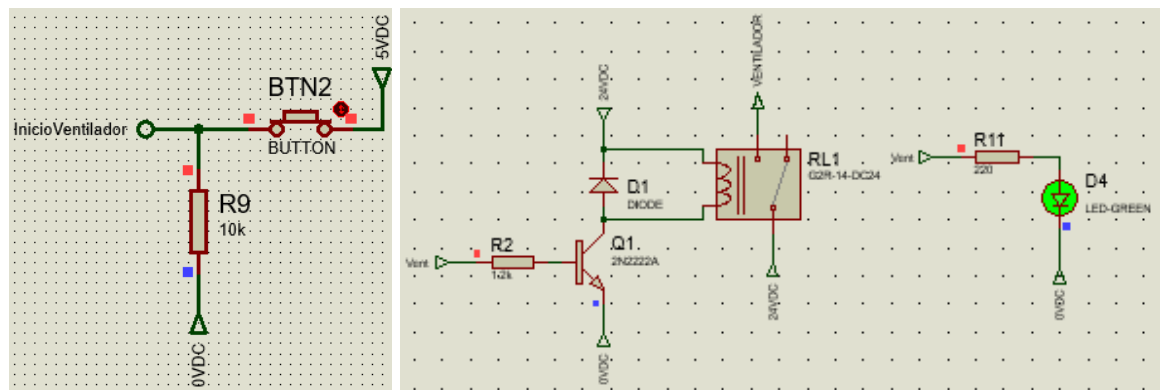 5VDC
BTN2
InicioVentilador
BUTTON
R9
10k
0VDC
VENTILADOR
24VDC
RL1
G2R-14-DC24
D1
DIODE
R2
1.2k
Q1
2N2222A
Vent
0VDC
24VDC
R11
220
Vent
D4
LED-GREEN
0VDC